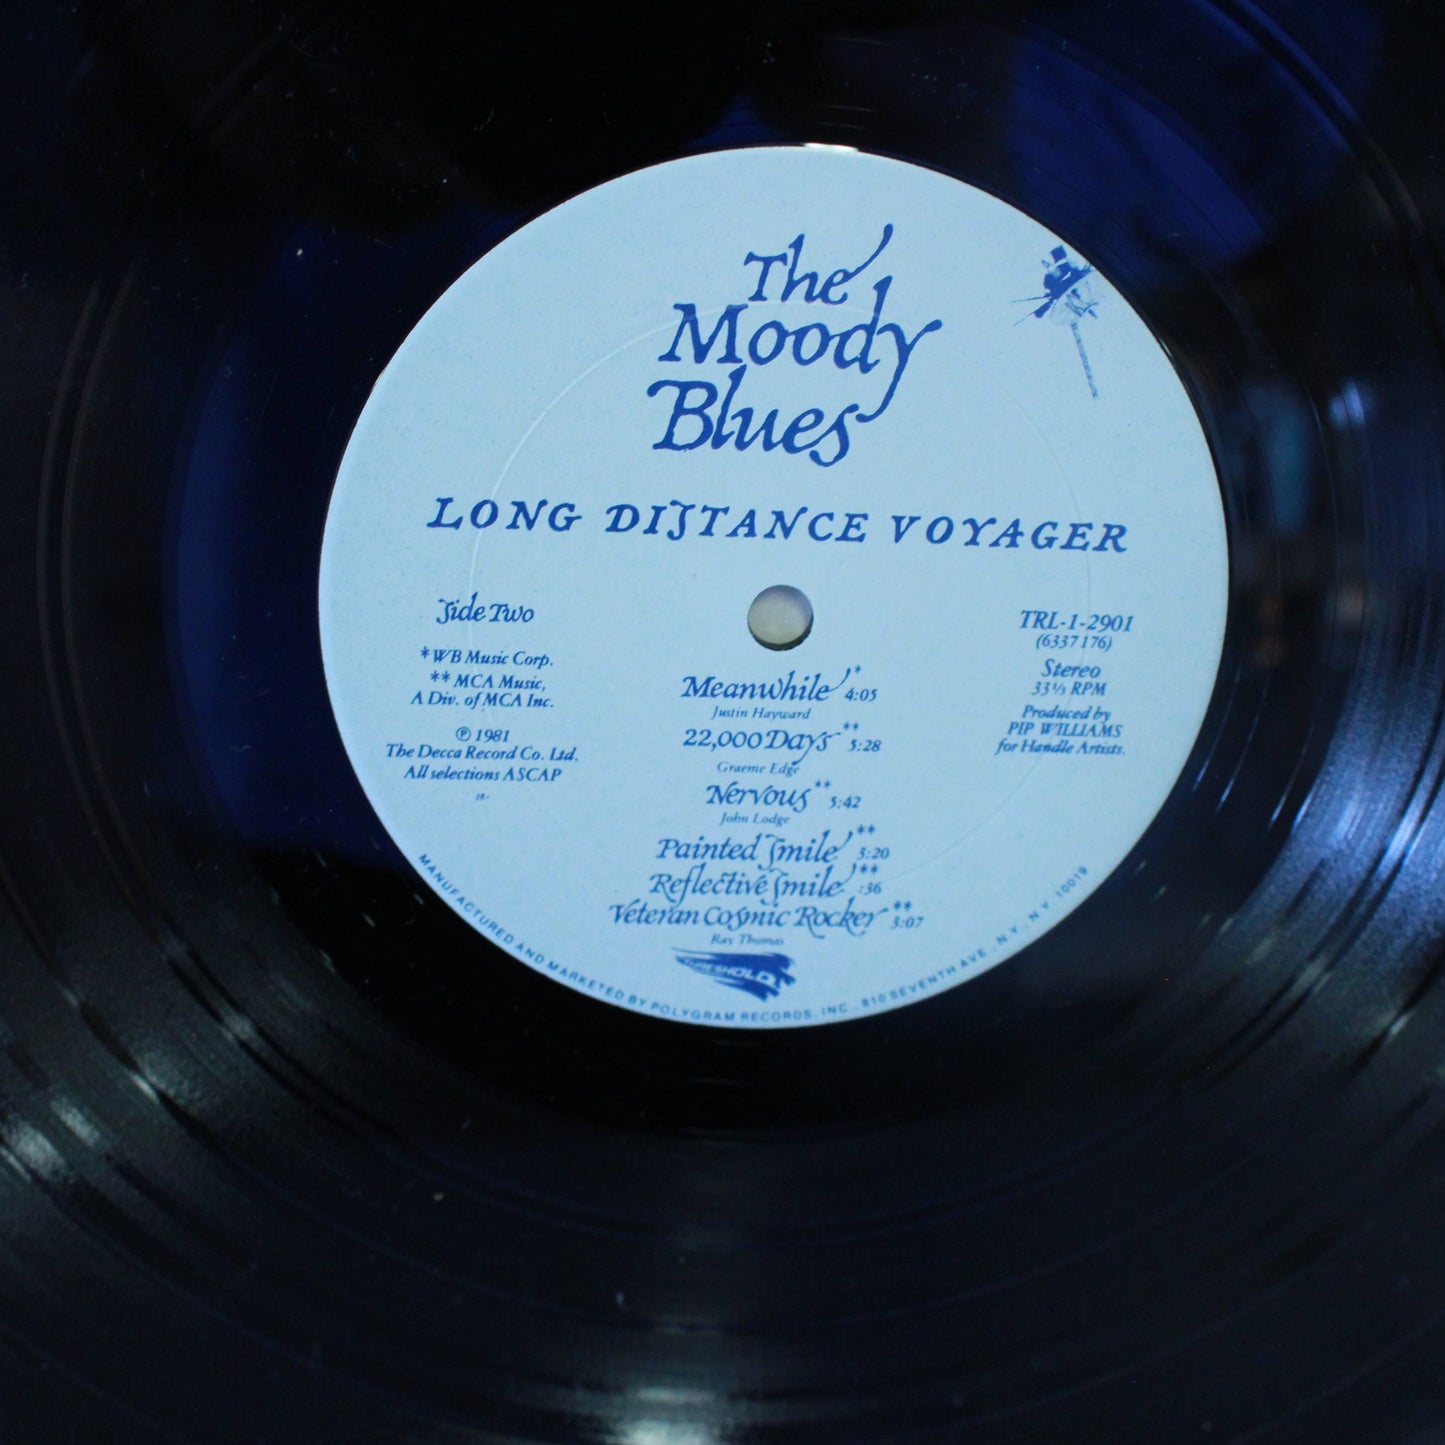 The
Moody
Blues
LONG DISTANCE VOYAGER
Side Two
*WB Music Corp.
**MCA Music,
A Div. of MCA Inc.
℗ 1981
The Decca Record Co. Ltd.
All selections ASCAP
18-
TRL-1-2901
(6337 176)
Stereo
33⅓ RPM
Produced by
PIP WILLIAMS
for Handle Artists.
Meanwhile* 4:05
Justin Hayward
22,000 Days** 5:28
Graeme Edge
Nervous** 5:42
John Lodge
Painted Smile** 3:20
Reflective Smile** :36
Veteran Cosmic Rocker** 3:07
Ray Thomas
THRESHOLD
MANUFACTURED AND MARKETED BY POLYGRAM RECORDS, INC., 810 SEVENTH AVE., N.Y., N.Y. 10019